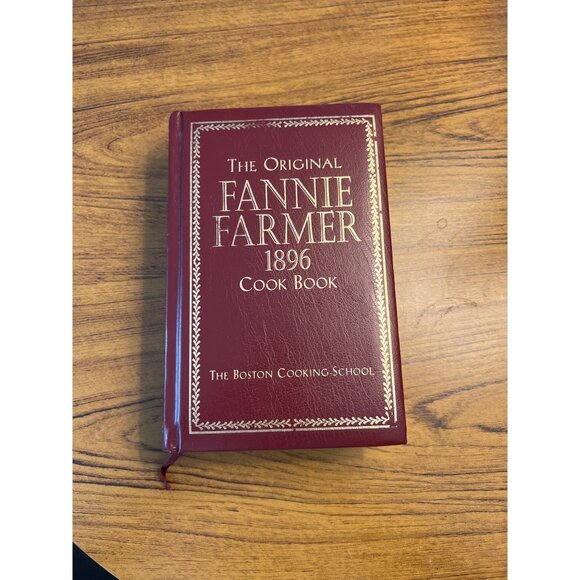 The Original
FANNIE
FARMER
1896
Cook Book
The Boston Cooking-School